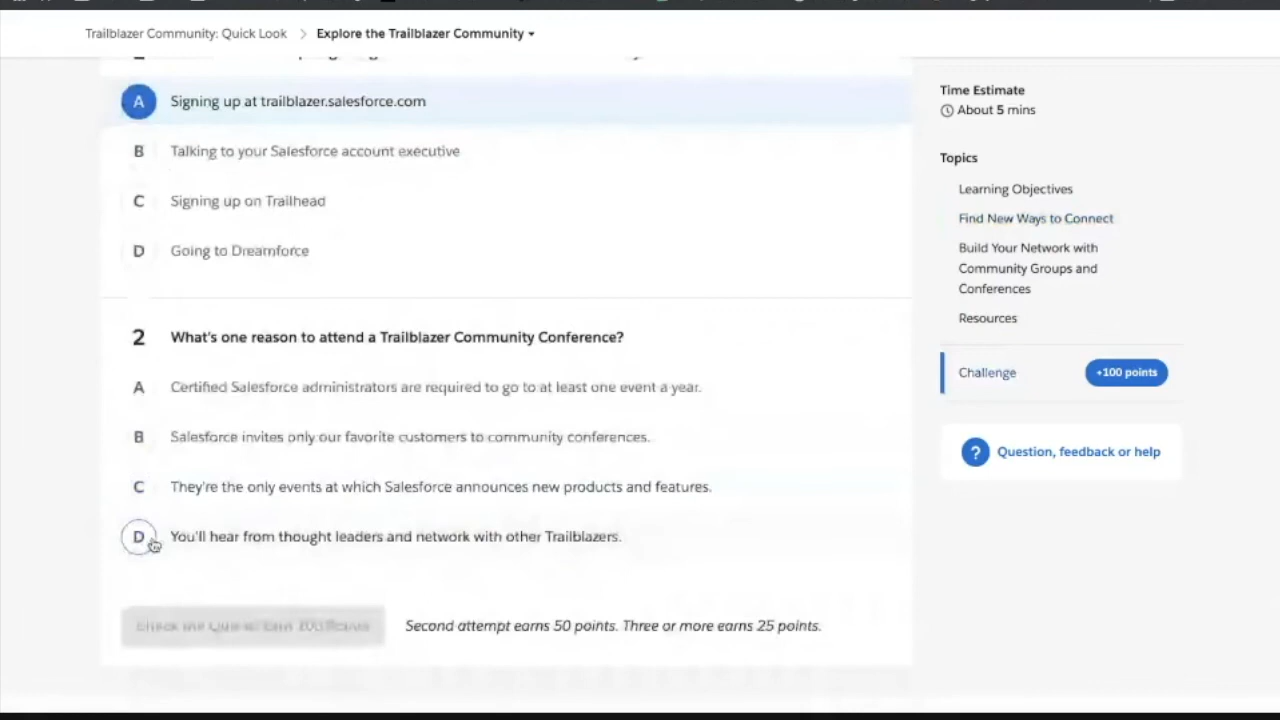 Trailblazer Community: Quick Look > Explore the Trailblazer Community
A Signing up at trailblazer.salesforce.com
B Talking to your Salesforce account executive
C Signing up on Trailhead
D Going to Dreamforce
2 What's one reason to attend a Trailblazer Community Conference?
A Certified Salesforce administrators are required to go to at least one event a year.
B Salesforce invites only our favorite customers to community conferences.
C They're the only events at which Salesforce announces new products and features.
D You'll hear from thought leaders and network with other Trailblazers.
Second attempt earns 50 points. Three or more earns 25 points.
Time Estimate
About 5 mins
Topics
Learning Objectives
Find New Ways to Connect
Build Your Network with
Community Groups and
Conferences
Resources
Challenge +100 points
? Question, feedback or help